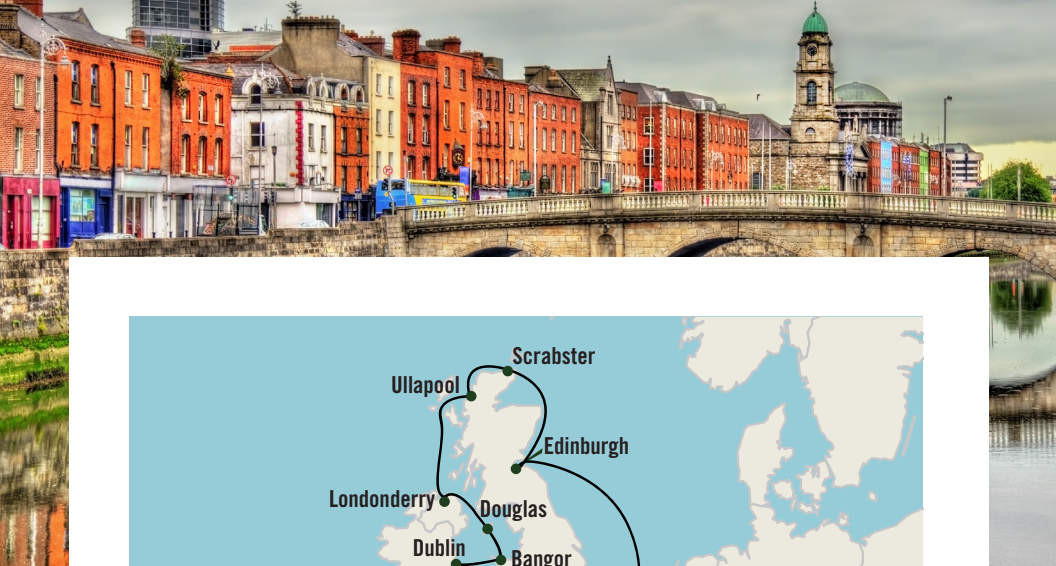 Scrabster
Ullapool
Edinburgh
Londonderry
Douglas
Dublin
Bangor